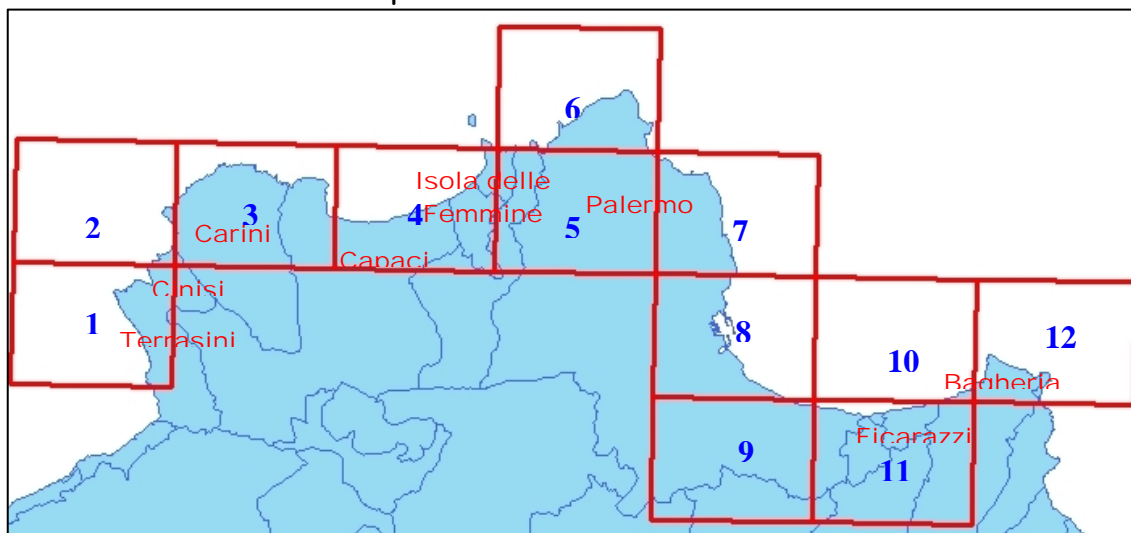 6
Isola delle
Palermo
2
3
4
Femmine
5
7
Carini
Capaci
Cinisi
1
Terrasini
8
10
12
Bagheria
Ficarazzi
9
11